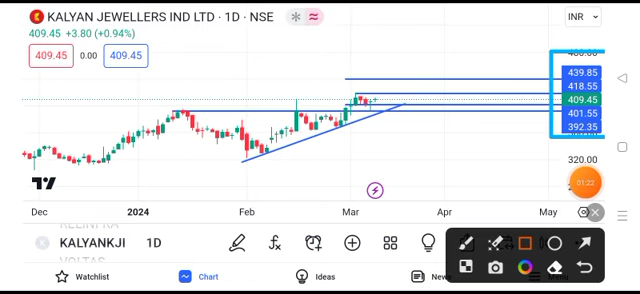 KALYAN JEWELLERS IND LTD · 1D · NSE
INR
409.45 +3.80 (+0.94%)
409.45 0.00 409.45
439.85
418.55
409.45
401.55
392.35
320.00
01:22
Dec 2024 Feb Mar Apr May
KALYANKJI 1D
VOLTAS
Watchlist Chart Ideas News Menu